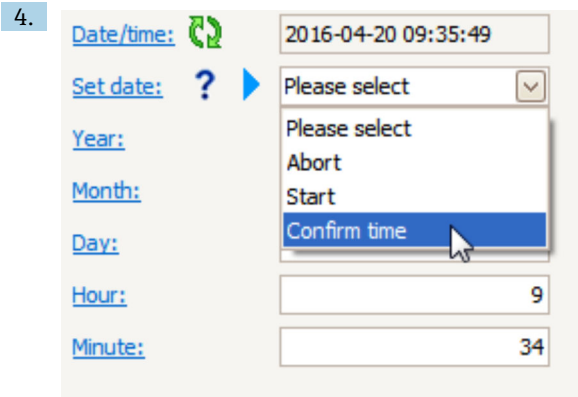 4.
Date/time: 2016-04-20 09:35:49
Set date: ? Please select
Year: Please select
Abort
Month: Start
Confirm time
Day:
Hour: 9
Minute: 34